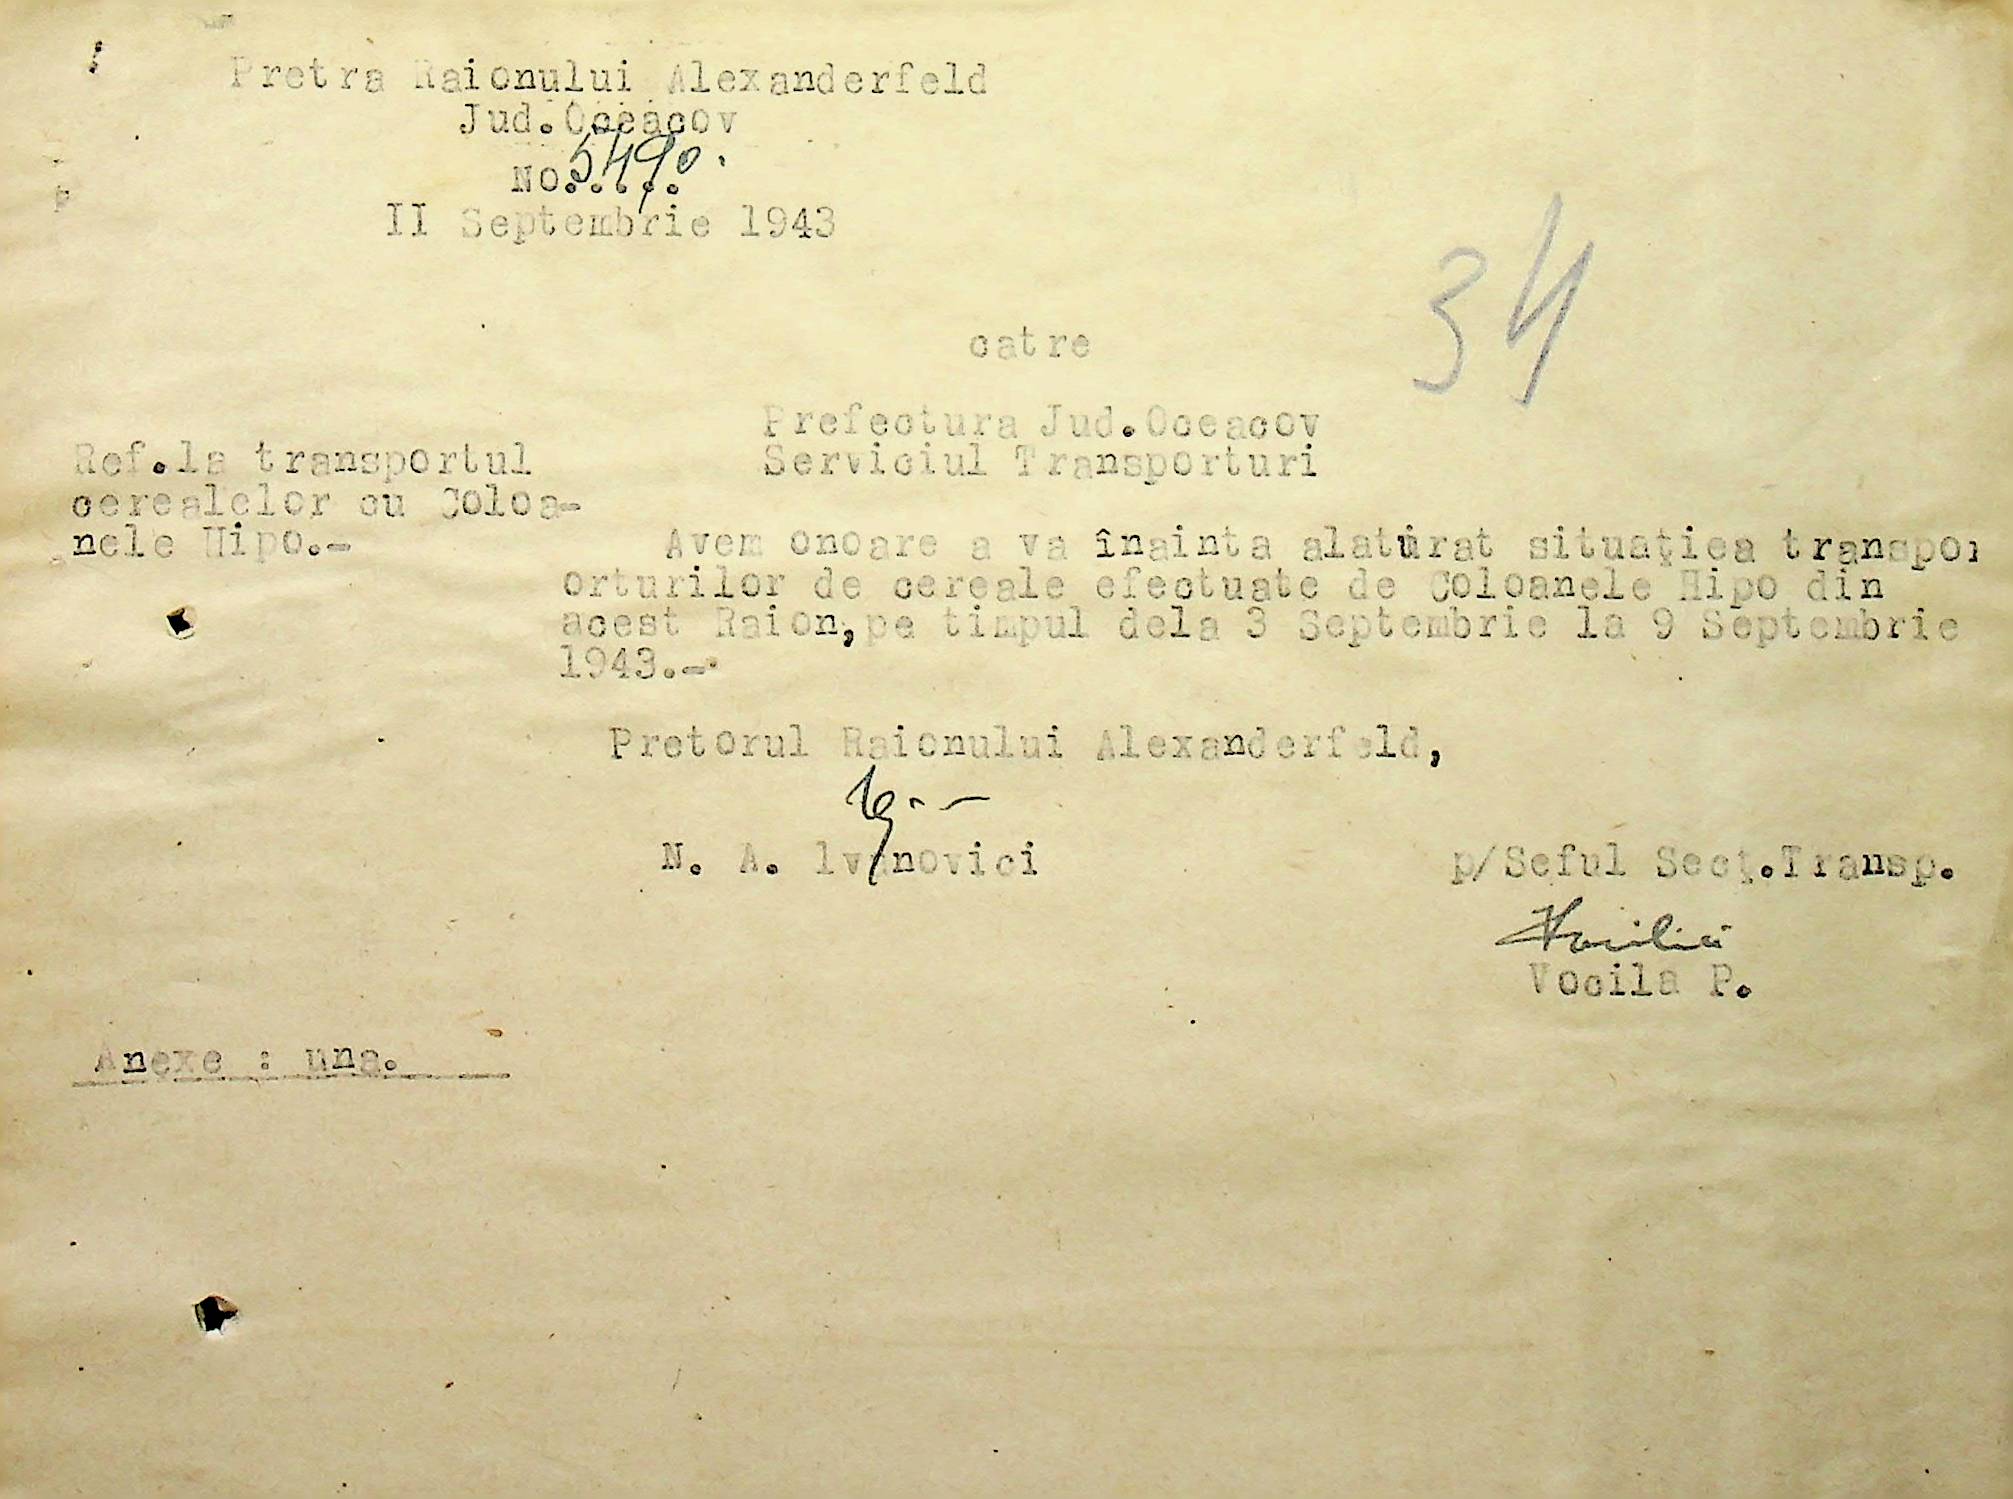 Pretra Raionului Alexanderfeld
Jud.Oceacov
No.....
5490.
II Septembrie 1943
34
catre
Prefectura Jud.Oceacov
Serviciul Transporturi
Ref.la transportul
cerealelor cu Coloa-
nele Hipo.-
Avem onoare a va înainta alaturat situaţiea transpor
orturilor de cereale efectuate de Coloanele Hipo din
acest Raion,pe timpul dela 3 Septembrie la 9 Septembrie
1943.-
Pretorul Raionului Alexanderfeld,
N. A. lvanovici
p/Seful Secţ.Transp.
Vocila P.
Anexe : una.